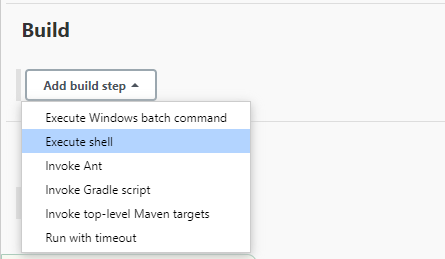 Build
Add build step
Execute Windows batch command
Execute shell
Invoke Ant
Invoke Gradle script
Invoke top-level Maven targets
Run with timeout